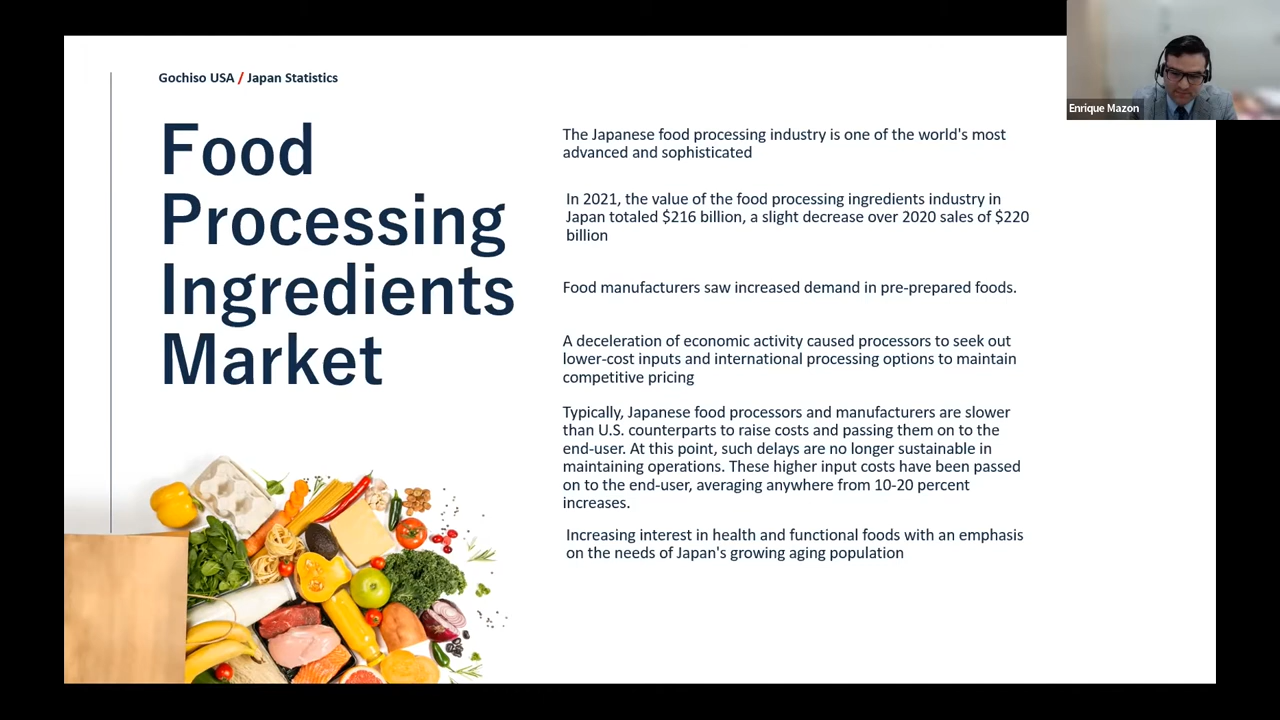 Gochiso USA / Japan Statistics
Food
Processing
Ingredients
Market
The Japanese food processing industry is one of the world's most
advanced and sophisticated
In 2021, the value of the food processing ingredients industry in
Japan totaled $216 billion, a slight decrease over 2020 sales of $220
billion
Food manufacturers saw increased demand in pre-prepared foods.
A deceleration of economic activity caused processors to seek out
lower-cost inputs and international processing options to maintain
competitive pricing
Typically, Japanese food processors and manufacturers are slower
than U.S. counterparts to raise costs and passing them on to the
end-user. At this point, such delays are no longer sustainable in
maintaining operations. These higher input costs have been passed
on to the end-user, averaging anywhere from 10-20 percent
increases.
Increasing interest in health and functional foods with an emphasis
on the needs of Japan's growing aging population
Enrique Mazon